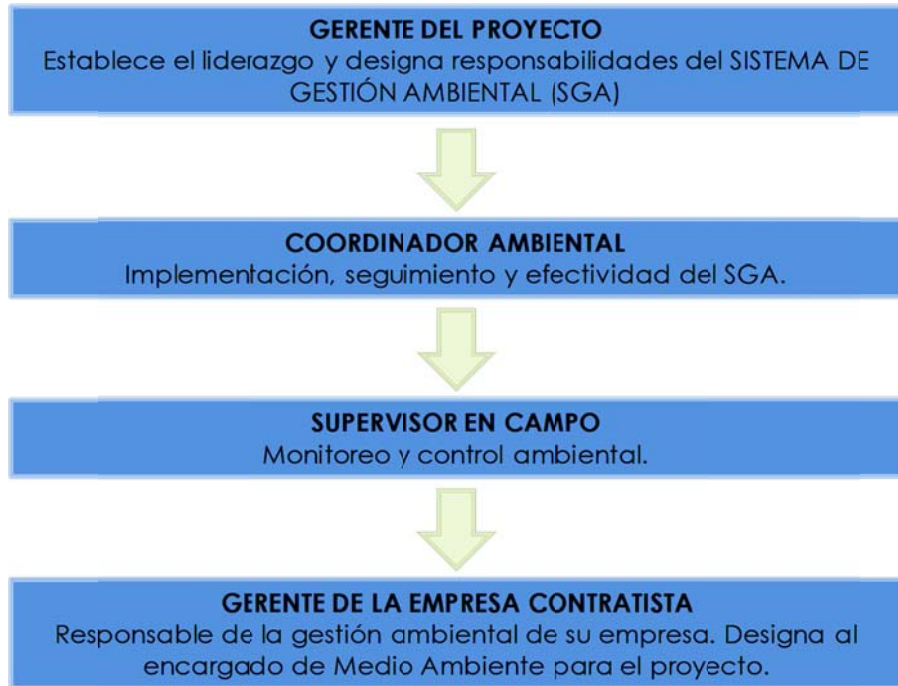 GERENTE DEL PROYECTO
Establece el liderazgo y designa responsabilidades del SISTEMA DE
GESTIÓN AMBIENTAL (SGA)
COORDINADOR AMBIENTAL
Implementación, seguimiento y efectividad del SGA.
SUPERVISOR EN CAMPO
Monitoreo y control ambiental.
GERENTE DE LA EMPRESA CONTRATISTA
Responsable de la gestión ambiental de su empresa. Designa al
encargado de Medio Ambiente para el proyecto.